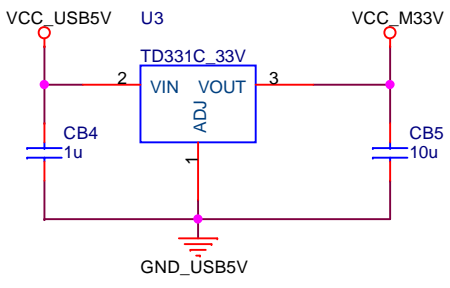 VCC_USB5V
U3
VCC_M33V
TD331C_33V
2
VIN
VOUT
3
ADJ
1
CB4
1u
CB5
10u
GND_USB5V